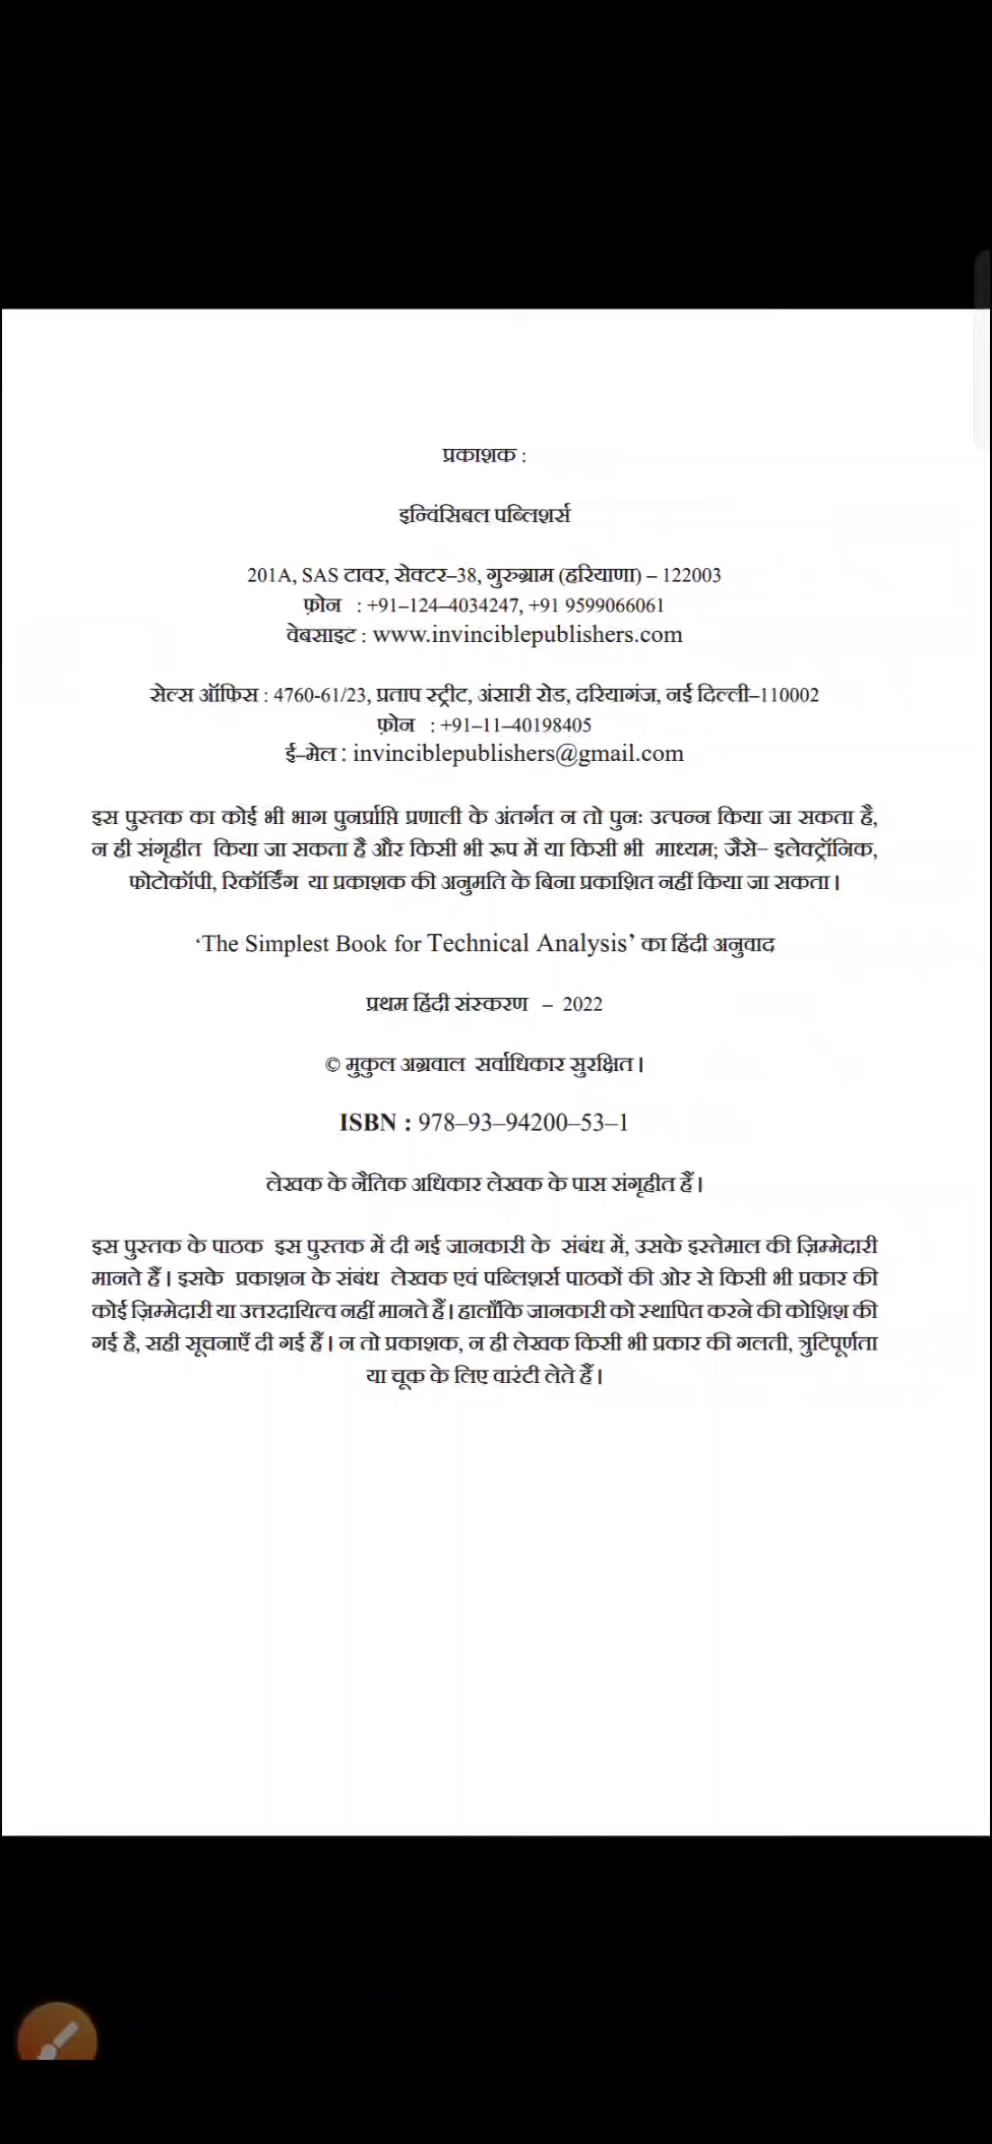 प्रकाशक :
इन्विंसिबल पब्लिशर्स
201A, SAS टावर, सेक्टर–38, गुरुग्राम (हरियाणा) – 122003
फ़ोन : +91–124–4034247, +91 9599066061
वेबसाइट : www.invinciblepublishers.com
सेल्स ऑफिस : 4760-61/23, प्रताप स्ट्रीट, अंसारी रोड, दरियागंज, नई दिल्ली–110002
फ़ोन : +91–11–40198405
ई–मेल : invinciblepublishers@gmail.com
इस पुस्तक का कोई भी भाग पुनर्प्राप्ति प्रणाली के अंतर्गत न तो पुनः उत्पन्न किया जा सकता है,
न ही संगृहीत किया जा सकता है और किसी भी रूप में या किसी भी माध्यम; जैसे– इलेक्ट्रॉनिक,
फोटोकॉपी, रिकॉर्डिंग या प्रकाशक की अनुमति के बिना प्रकाशित नहीं किया जा सकता।
‘The Simplest Book for Technical Analysis’ का हिंदी अनुवाद
प्रथम हिंदी संस्करण – 2022
© मुकुल अग्रवाल सर्वाधिकार सुरक्षित।
ISBN : 978–93–94200–53–1
लेखक के नैतिक अधिकार लेखक के पास संगृहीत हैं।
इस पुस्तक के पाठक इस पुस्तक में दी गई जानकारी के संबंध में, उसके इस्तेमाल की ज़िम्मेदारी
मानते हैं। इसके प्रकाशन के संबंध लेखक एवं पब्लिशर्स पाठकों की ओर से किसी भी प्रकार की
कोई ज़िम्मेदारी या उत्तरदायित्व नहीं मानते हैं। हालाँकि जानकारी को स्थापित करने की कोशिश की
गई है, सही सूचनाएँ दी गई हैं। न तो प्रकाशक, न ही लेखक किसी भी प्रकार की गलती, त्रुटिपूर्णता
या चूक के लिए वारंटी लेते हैं।